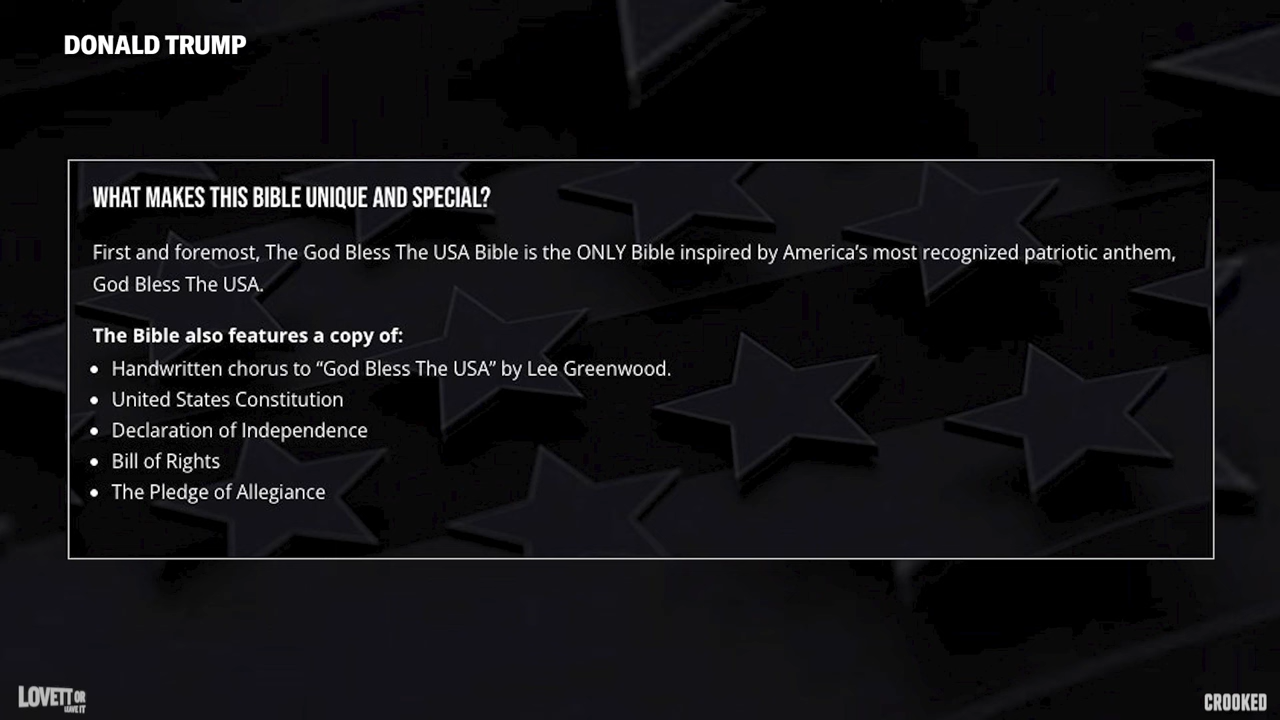 DONALD TRUMP
WHAT MAKES THIS BIBLE UNIQUE AND SPECIAL?
First and foremost, The God Bless The USA Bible is the ONLY Bible inspired by America’s most recognized patriotic anthem,
God Bless The USA.
The Bible also features a copy of:
• Handwritten chorus to “God Bless The USA” by Lee Greenwood.
• United States Constitution
• Declaration of Independence
• Bill of Rights
• The Pledge of Allegiance
LOVETT OR
LEAVE IT
CROOKED